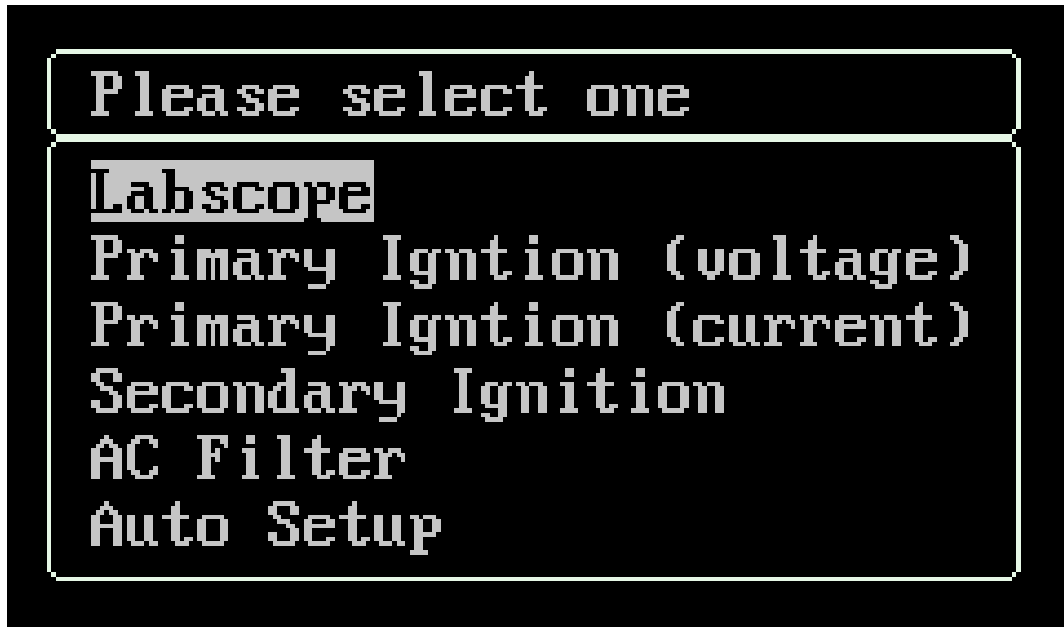 Please select one
Labscope
Primary Igntion (voltage)
Primary Igntion (current)
Secondary Ignition
AC Filter
Auto Setup